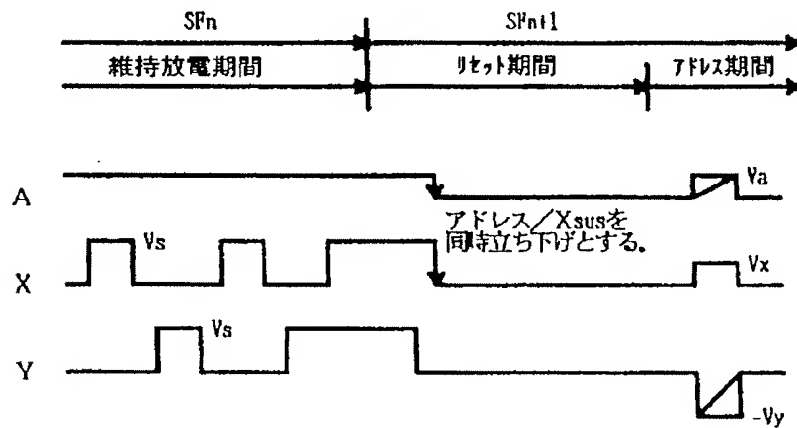 SFn SFn+1
維持放電期間 リセット期間 アドレス期間
A Va
アドレス／Xsusを
同時立ち下げとする。
X Vs Vx
Y Vs
-Vy